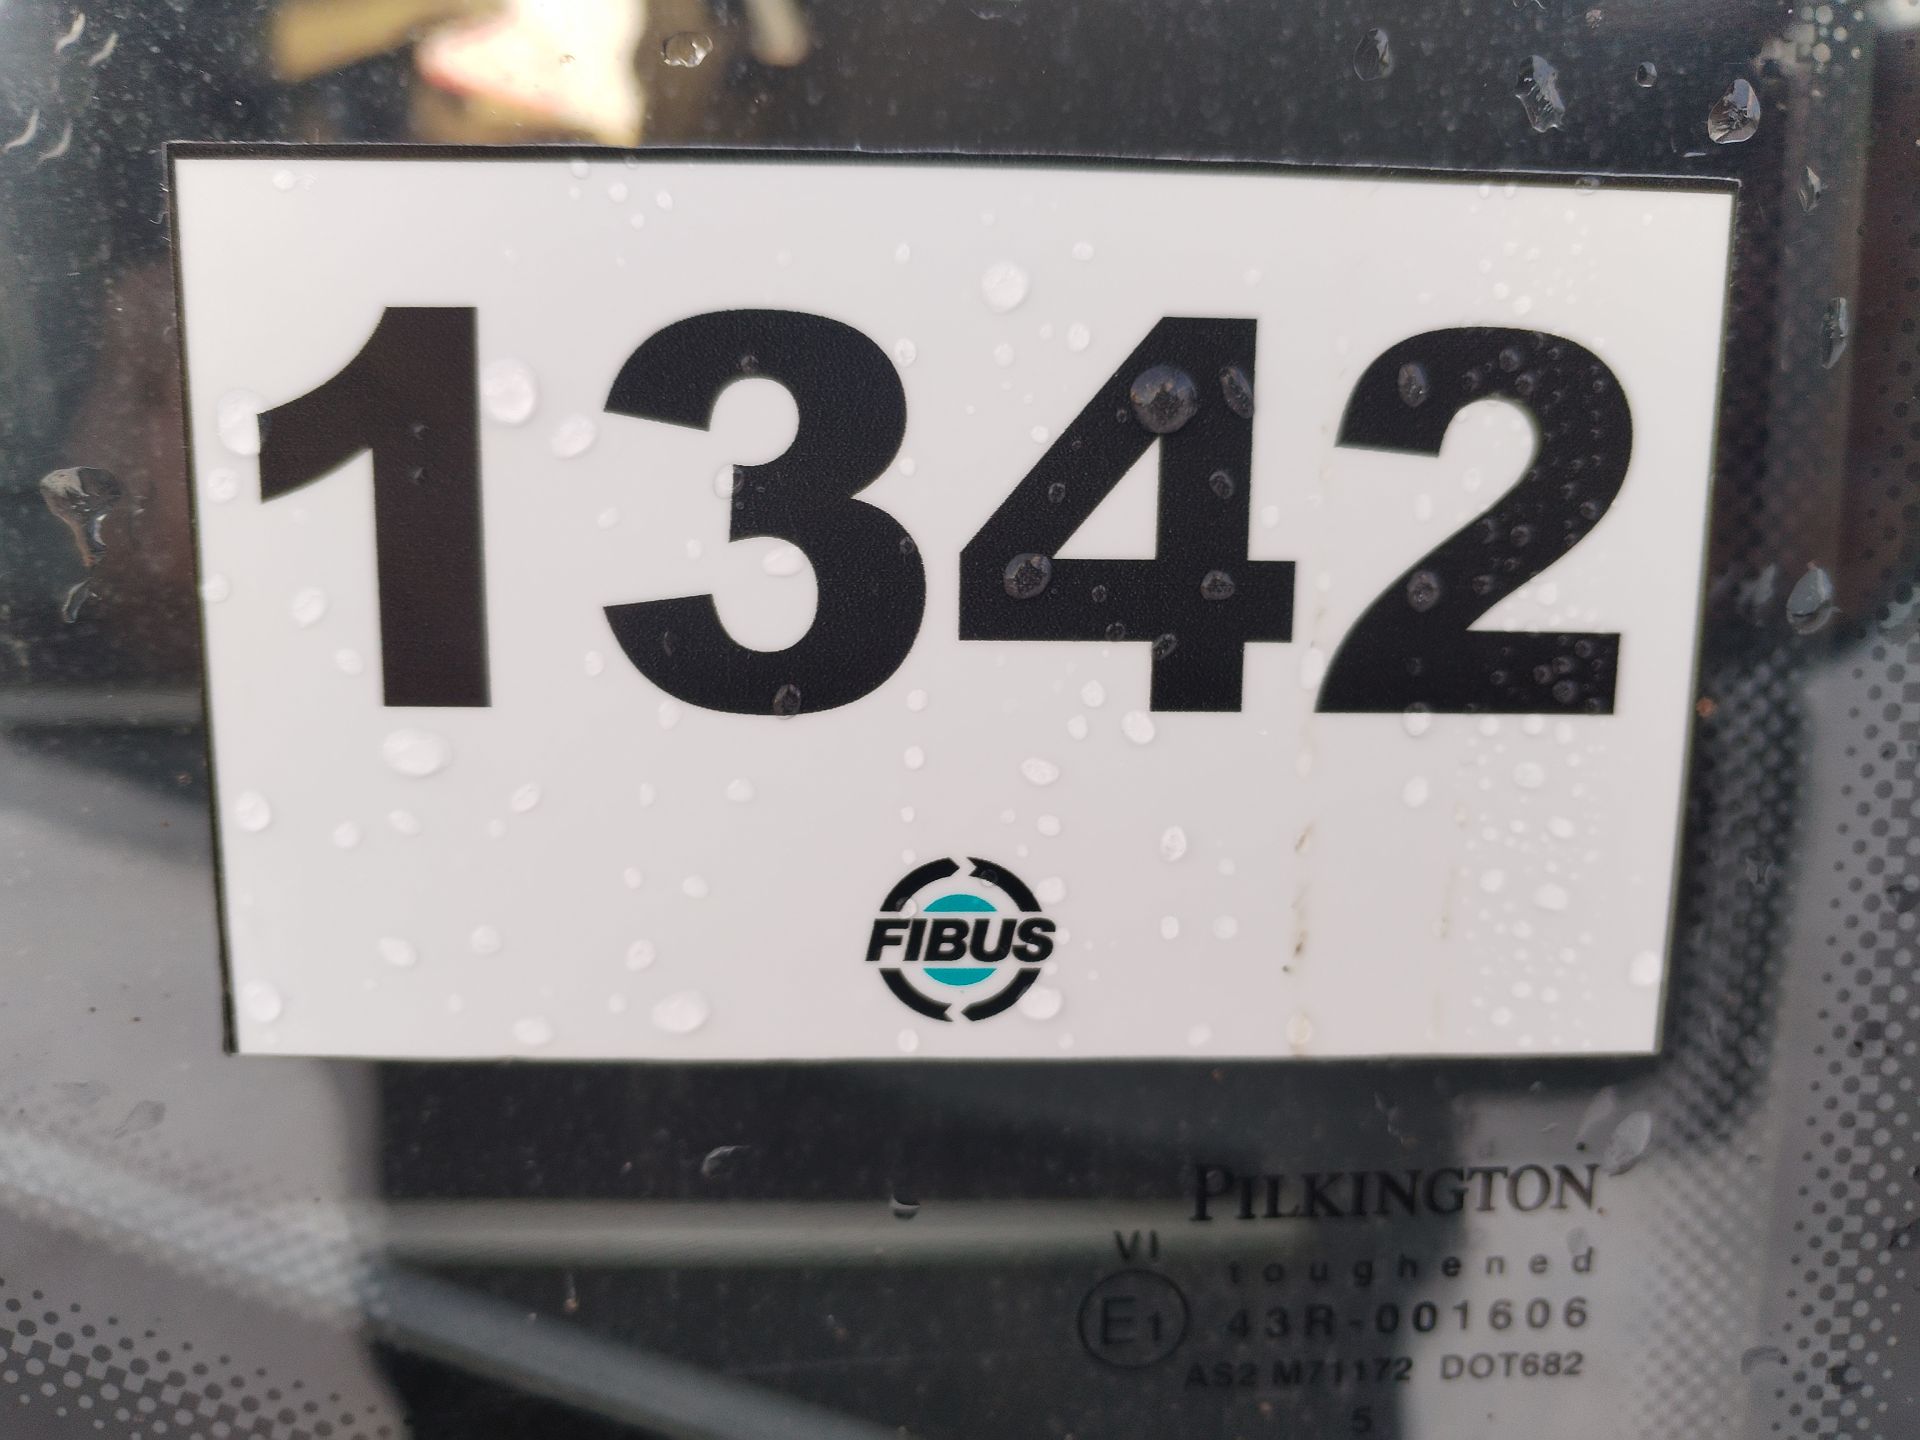 1342
FIBUS
PILKINGTON
VI
toughened
E1 43R-001606
AS2 M71172 DOT682
5